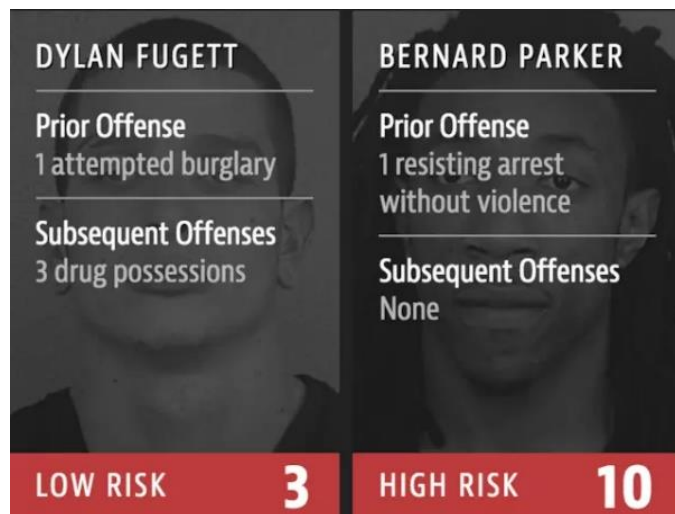 DYLAN FUGETT
Prior Offense
1 attempted burglary
Subsequent Offenses
3 drug possessions
LOW RISK 3
BERNARD PARKER
Prior Offense
1 resisting arrest
without violence
Subsequent Offenses
None
HIGH RISK 10